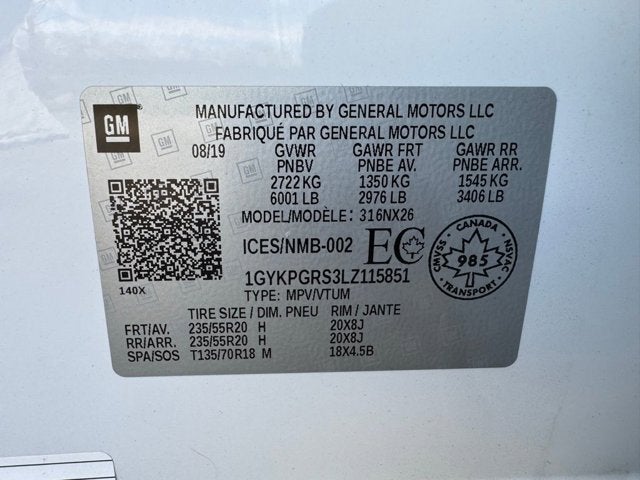 GM
MANUFACTURED BY GENERAL MOTORS LLC
FABRIQUÉ PAR GENERAL MOTORS LLC
08/19 GVWR GAWR FRT GAWR RR
PNBV PNBE AV. PNBE ARR.
2722 KG 1350 KG 1545 KG
6001 LB 2976 LB 3406 LB
MODEL/MODÈLE: 316NX26
ICES/NMB-002 EC
CANADA
CMVSS 985 NSVAC
1GYKPGRS3LZ115851
140X
TYPE: MPV/VTUM
TIRE SIZE / DIM. PNEU RIM / JANTE
FRT/AV. 235/55R20 H 20X8J
RR/ARR. 235/55R20 H 20X8J
SPA/SOS T135/70R18 M 18X4.5B